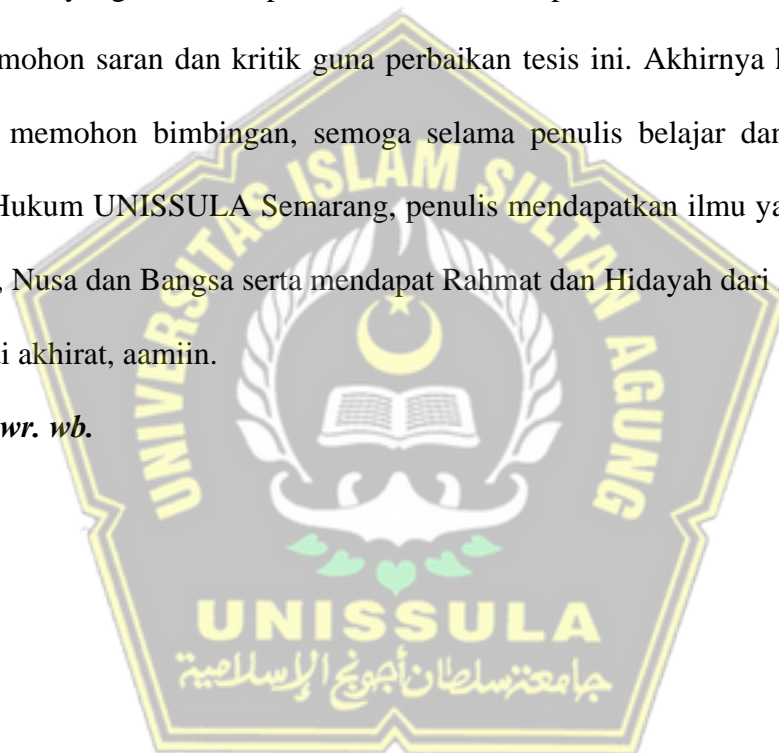 mohon saran dan kritik guna perbaikan tesis ini. Akhirnya
memohon bimbingan, semoga selama penulis belajar dan
Hukum UNISSULA Semarang, penulis mendapatkan ilmu
, Nusa dan Bangsa serta mendapat Rahmat dan Hidayah dari
akhirat, aamiin.
wr. wb.
UNIVERSITAS ISLAM SULTAN AGUNG
UNISSULA
جامعة سلطان أجونج الإسلامية